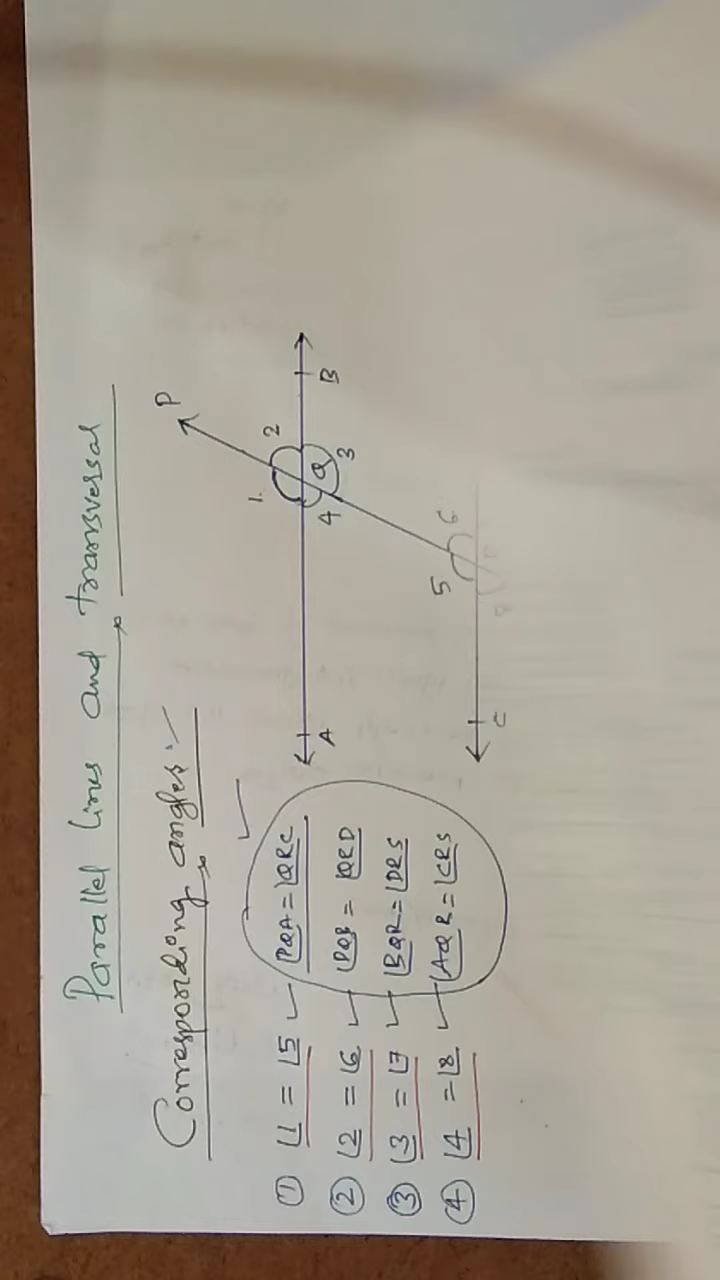 Parallel lines and transversal
Corresponding angles:-
① ∠1 = ∠5 ✓ ∠PQA = ∠QRC ✓
② ∠2 = ∠6 ✓ ∠PQB = ∠QRD
③ ∠3 = ∠7 ✓ ∠BQR = ∠DRS
④ ∠4 = ∠8 ✓ ∠AQR = ∠CRS
P
1. 2
A Q B
4 3
5 6
C
8